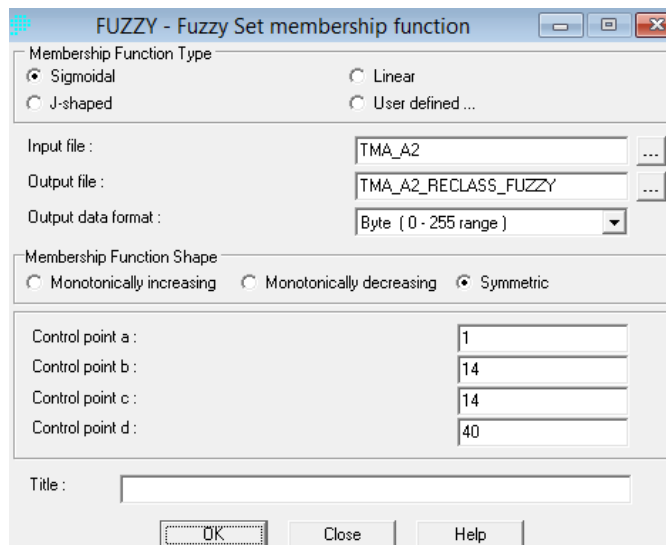 FUZZY - Fuzzy Set membership function
Membership Function Type
Sigmoidal
Linear
J-shaped
User defined ...
Input file :
TMA_A2
...
Output file :
TMA_A2_RECLASS_FUZZY
...
Output data format :
Byte ( 0 - 255 range )
Membership Function Shape
Monotonically increasing
Monotonically decreasing
Symmetric
Control point a :
1
Control point b :
14
Control point c :
14
Control point d :
40
Title :
OK
Close
Help